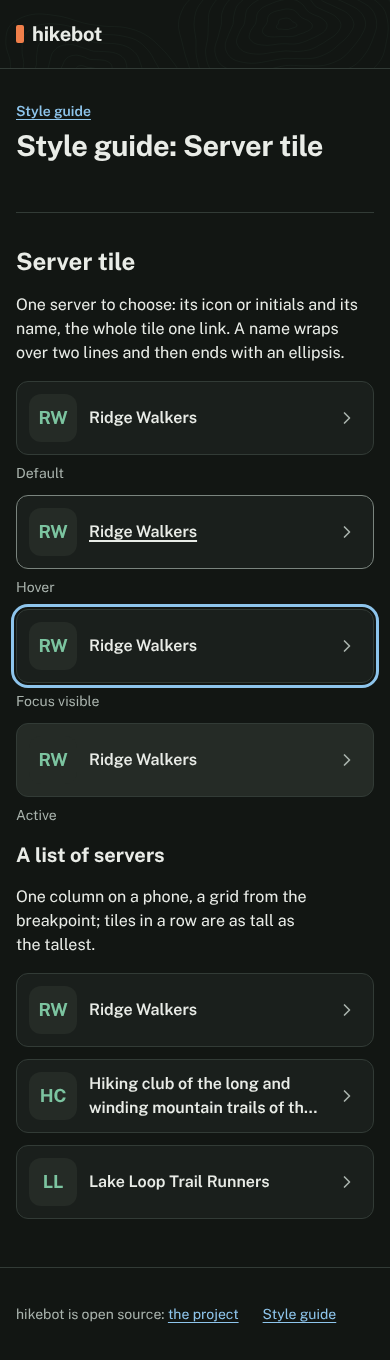 hikebot
Style guide
Style guide: Server tile
Server tile
One server to choose: its icon or initials and its
name, the whole tile one link. A name wraps
over two lines and then ends with an ellipsis.
RW Ridge Walkers
Default
RW Ridge Walkers
Hover
RW Ridge Walkers
Focus visible
RW Ridge Walkers
Active
A list of servers
One column on a phone, a grid from the
breakpoint; tiles in a row are as tall as
the tallest.
RW Ridge Walkers
HC Hiking club of the long and
winding mountain trails of th…
LL Lake Loop Trail Runners
hikebot is open source: the project Style guide